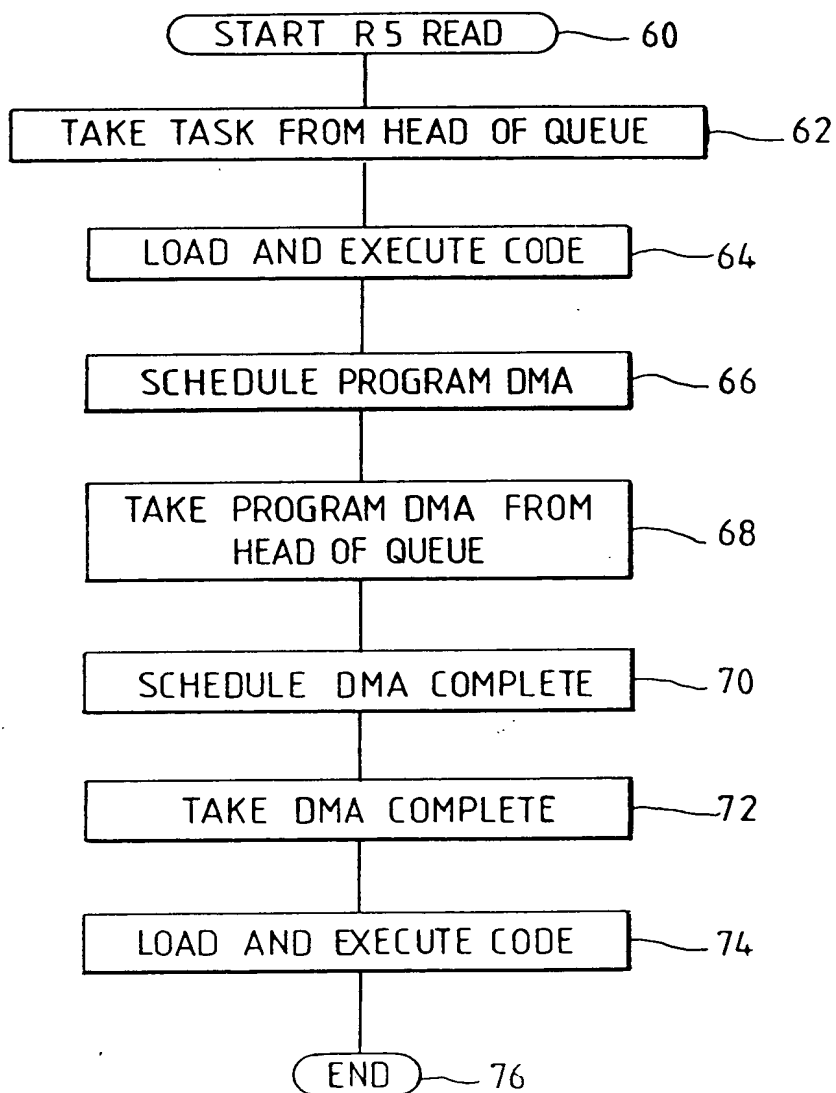 START R5 READ 60
TAKE TASK FROM HEAD OF QUEUE 62
LOAD AND EXECUTE CODE 64
SCHEDULE PROGRAM DMA 66
TAKE PROGRAM DMA FROM
HEAD OF QUEUE 68
SCHEDULE DMA COMPLETE 70
TAKE DMA COMPLETE 72
LOAD AND EXECUTE CODE 74
END 76